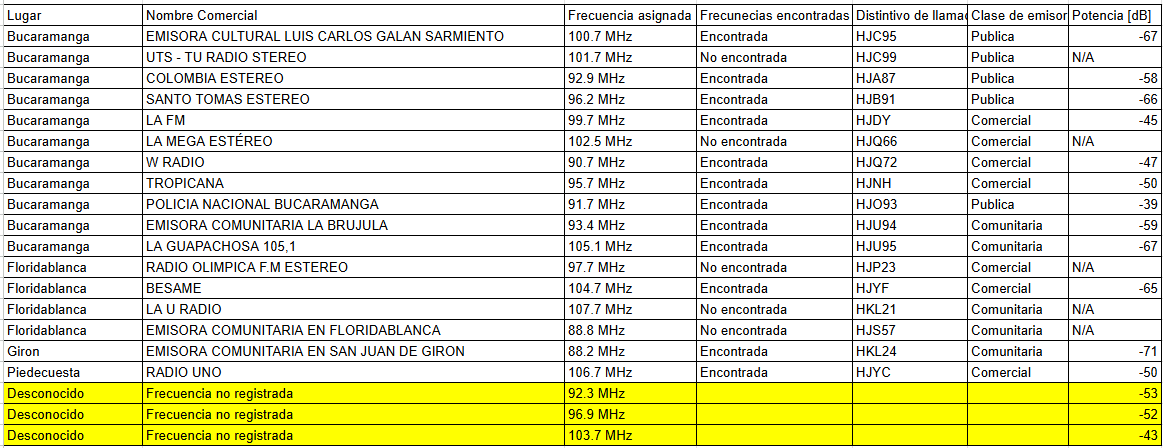 Lugar Nombre Comercial Frecuencia asignada Frecunecias encontradas Distintivo de llamad Clase de emisor Potencia [dB]
Bucaramanga EMISORA CULTURAL LUIS CARLOS GALAN SARMIENTO 100.7 MHz Encontrada HJC95 Publica -67
Bucaramanga UTS - TU RADIO STEREO 101.7 MHz No encontrada HJC99 Publica N/A
Bucaramanga COLOMBIA ESTEREO 92.9 MHz Encontrada HJA87 Publica -58
Bucaramanga SANTO TOMAS ESTEREO 96.2 MHz Encontrada HJB91 Publica -66
Bucaramanga LA FM 99.7 MHz Encontrada HJDY Comercial -45
Bucaramanga LA MEGA ESTÉREO 102.5 MHz No encontrada HJQ66 Comercial N/A
Bucaramanga W RADIO 90.7 MHz Encontrada HJQ72 Comercial -47
Bucaramanga TROPICANA 95.7 MHz Encontrada HJNH Comercial -50
Bucaramanga POLICIA NACIONAL BUCARAMANGA 91.7 MHz Encontrada HJO93 Publica -39
Bucaramanga EMISORA COMUNITARIA LA BRUJULA 93.4 MHz Encontrada HJU94 Comunitaria -59
Bucaramanga LA GUAPACHOSA 105,1 105.1 MHz Encontrada HJU95 Comunitaria -67
Floridablanca RADIO OLIMPICA F.M ESTEREO 97.7 MHz No encontrada HJP23 Comercial N/A
Floridablanca BESAME 104.7 MHz Encontrada HJYF Comercial -65
Floridablanca LA U RADIO 107.7 MHz No encontrada HKL21 Comunitaria N/A
Floridablanca EMISORA COMUNITARIA EN FLORIDABLANCA 88.8 MHz No encontrada HJS57 Comunitaria N/A
Giron EMISORA COMUNITARIA EN SAN JUAN DE GIRON 88.2 MHz Encontrada HKL24 Comunitaria -71
Piedecuesta RADIO UNO 106.7 MHz Encontrada HJYC Comercial -50
Desconocido Frecuencia no registrada 92.3 MHz -53
Desconocido Frecuencia no registrada 96.9 MHz -52
Desconocido Frecuencia no registrada 103.7 MHz -43